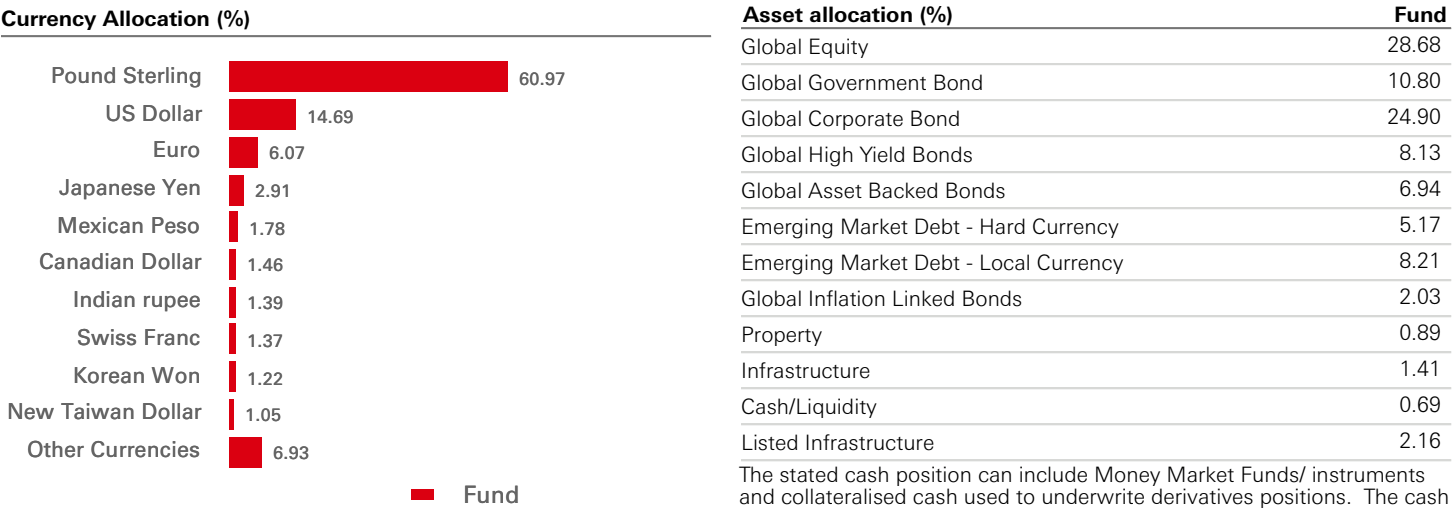 Currency Allocation (%)
Pound Sterling 60.97
US Dollar 14.69
Euro 6.07
Japanese Yen 2.91
Mexican Peso 1.78
Canadian Dollar 1.46
Indian rupee 1.39
Swiss Franc 1.37
Korean Won 1.22
New Taiwan Dollar 1.05
Other Currencies 6.93
Fund
Asset allocation (%) Fund
Global Equity 28.68
Global Government Bond 10.80
Global Corporate Bond 24.90
Global High Yield Bonds 8.13
Global Asset Backed Bonds 6.94
Emerging Market Debt - Hard Currency 5.17
Emerging Market Debt - Local Currency 8.21
Global Inflation Linked Bonds 2.03
Property 0.89
Infrastructure 1.41
Cash/Liquidity 0.69
Listed Infrastructure 2.16
The stated cash position can include Money Market Funds/ instruments
and collateralised cash used to underwrite derivatives positions.  The cash